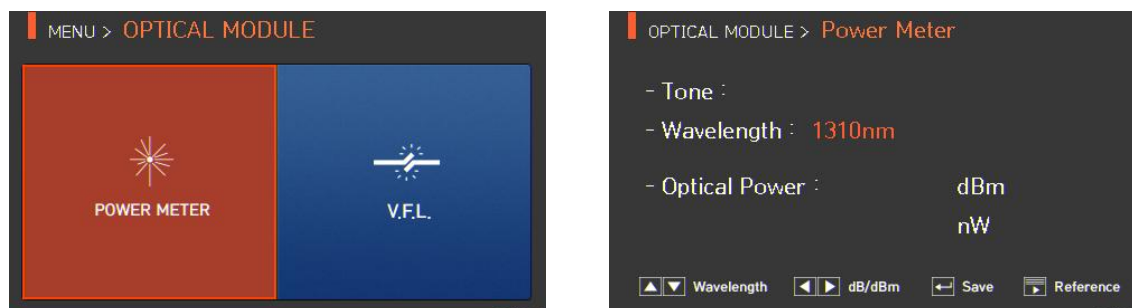 MENU > OPTICAL MODULE
POWER METER
V.F.L.
OPTICAL MODULE > Power Meter
- Tone :
- Wavelength : 1310nm
- Optical Power : dBm
nW
Wavelength dB/dBm Save Reference